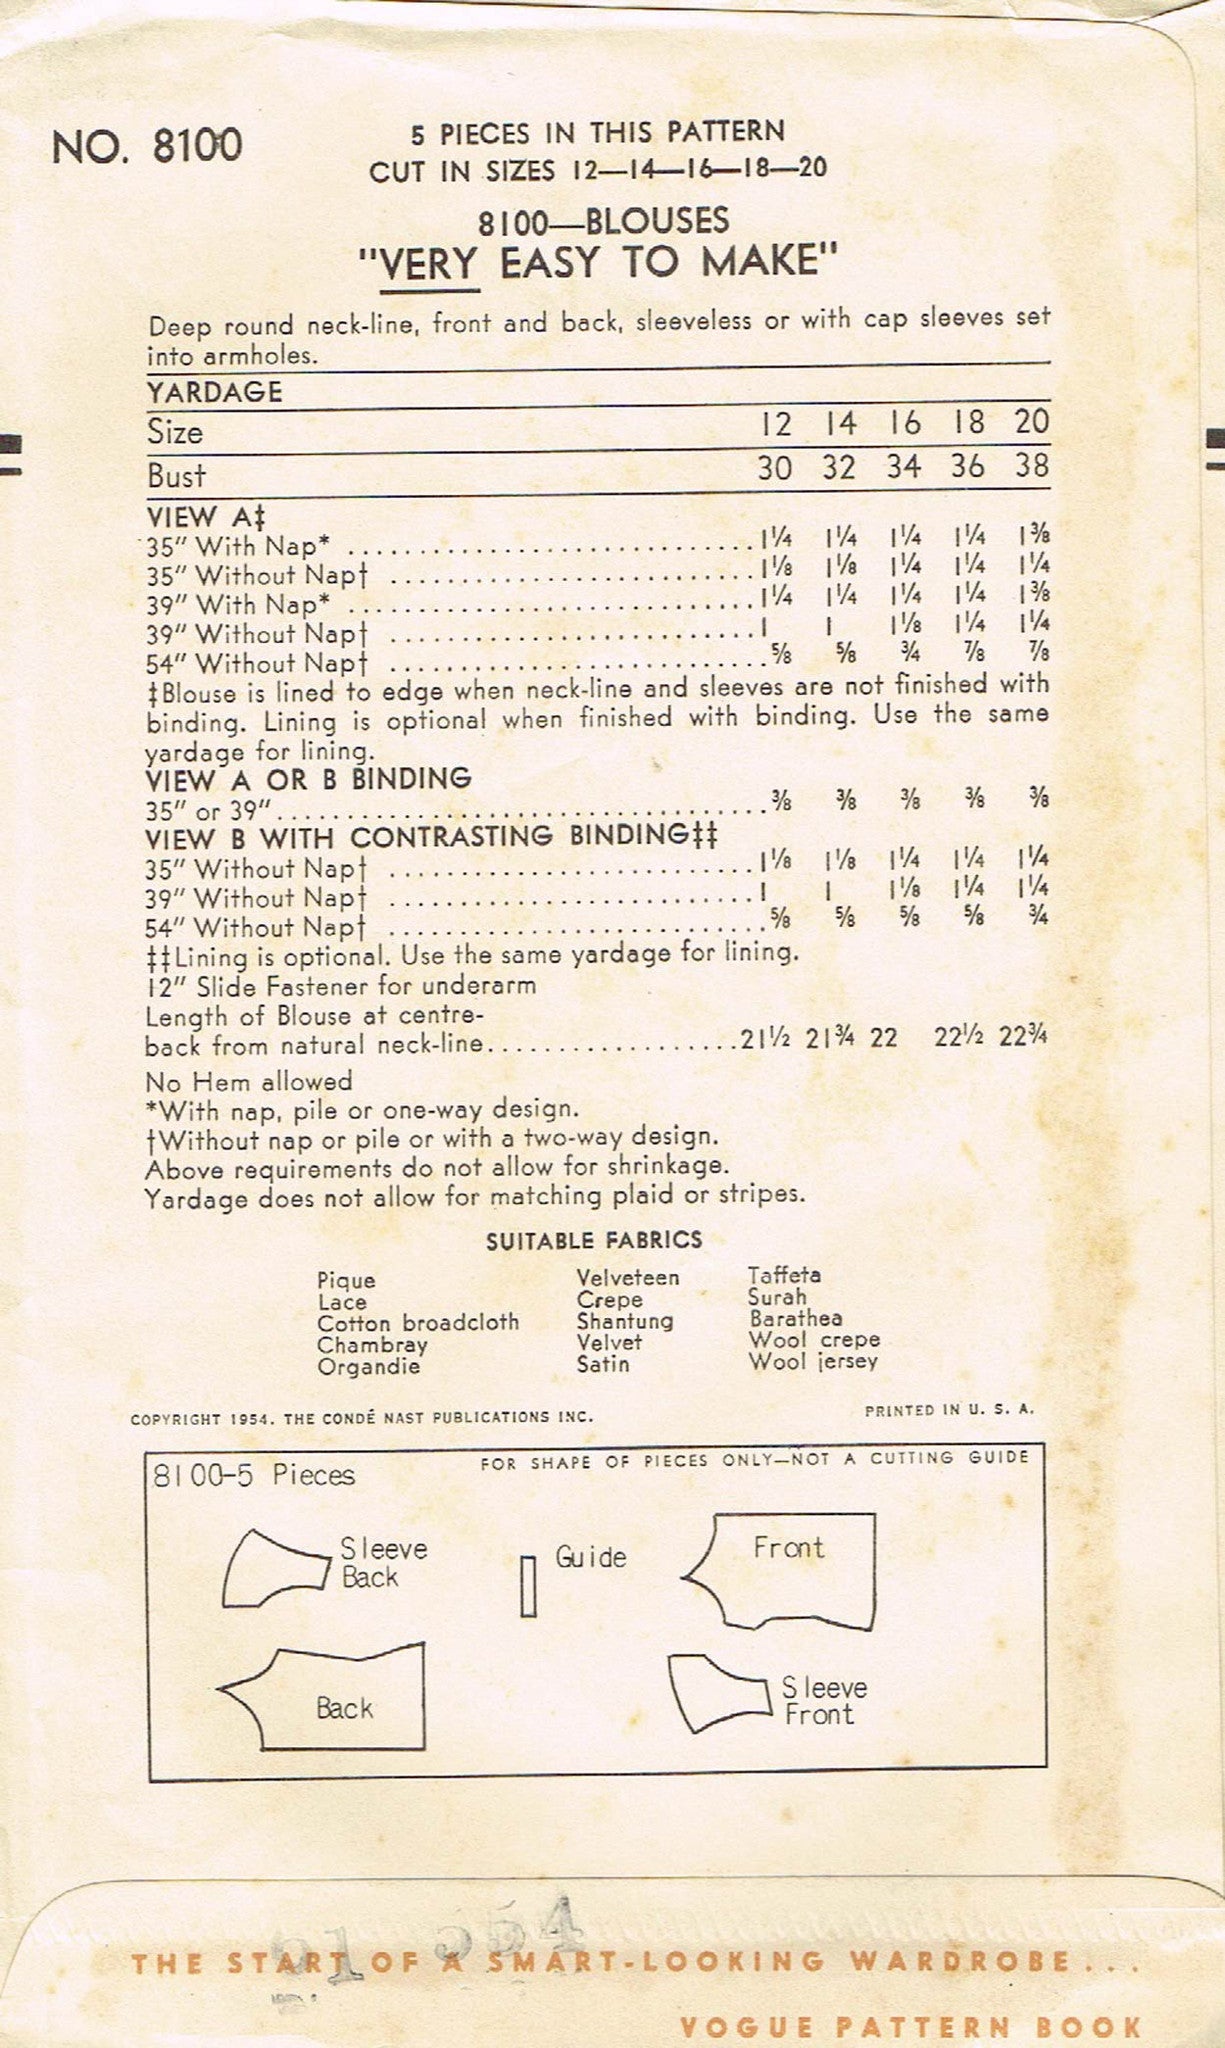 NO. 8100
5 PIECES IN THIS PATTERN
CUT IN SIZES 12—14—16—18—20
8100—BLOUSES
"VERY EASY TO MAKE"
Deep round neck-line, front and back, sleeveless or with cap sleeves set
into armholes.
YARDAGE
Size 12 14 16 18 20
Bust 30 32 34 36 38
VIEW A‡
35" With Nap* ............................ 1¼ 1¼ 1¼ 1¼ 1⅜
35" Without Nap† ......................... 1⅛ 1⅛ 1¼ 1¼ 1¼
39" With Nap* ............................ 1¼ 1¼ 1¼ 1¼ 1⅜
39" Without Nap† ......................... 1 1 1⅛ 1¼ 1¼
54" Without Nap† ......................... ⅝ ⅝ ¾ ⅞ ⅞
‡Blouse is lined to edge when neck-line and sleeves are not finished with
binding. Lining is optional when finished with binding. Use the same
yardage for lining.
VIEW A OR B BINDING
35" or 39"................................ ⅜ ⅜ ⅜ ⅜ ⅜
VIEW B WITH CONTRASTING BINDING‡‡
35" Without Nap† ......................... 1⅛ 1⅛ 1¼ 1¼ 1¼
39" Without Nap† ......................... 1 1 1⅛ 1¼ 1¼
54" Without Nap† ......................... ⅝ ⅝ ⅝ ⅝ ¾
‡‡Lining is optional. Use the same yardage for lining.
12" Slide Fastener for underarm
Length of Blouse at centre-
back from natural neck-line.................21½ 21¾ 22 22½ 22¾
No Hem allowed
*With nap, pile or one-way design.
†Without nap or pile or with a two-way design.
Above requirements do not allow for shrinkage.
Yardage does not allow for matching plaid or stripes.
SUITABLE FABRICS
Pique Velveteen Taffeta
Lace Crepe Surah
Cotton broadcloth Shantung Barathea
Chambray Velvet Wool crepe
Organdie Satin Wool jersey
COPYRIGHT 1954. THE CONDÉ NAST PUBLICATIONS INC. PRINTED IN U. S. A.
8100-5 Pieces FOR SHAPE OF PIECES ONLY—NOT A CUTTING GUIDE
Sleeve
Back
Guide
Front
Back
Sleeve
Front
THE START OF A SMART-LOOKING WARDROBE...
VOGUE PATTERN BOOK